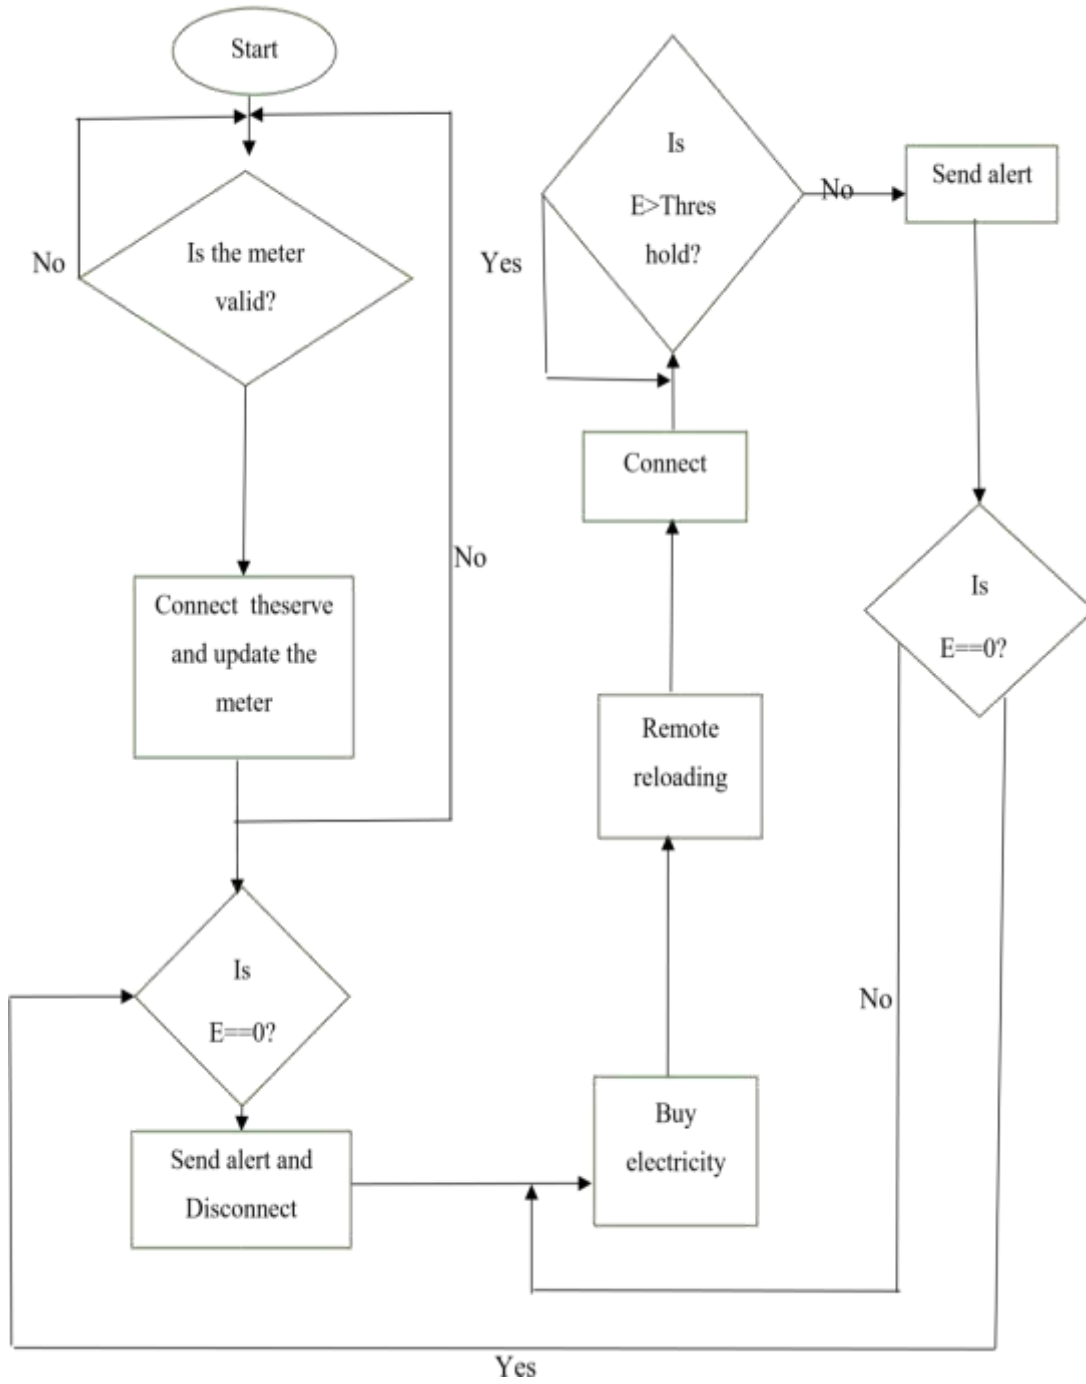 Start
No
Is the meter
valid?
Connect theserve
and update the
meter
No
Is
E==0?
Send alert and
Disconnect
Buy
electricity
Remote
reloading
Connect
Is
E>Thres
hold?
Yes
No
Send alert
Is
E==0?
No
Yes